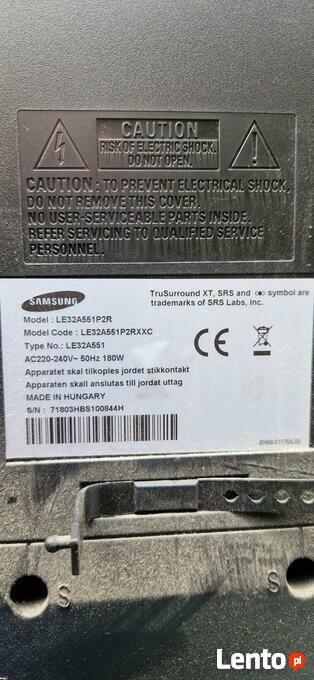 CAUTION
RISK OF ELECTRIC SHOCK.
DO NOT OPEN.
CAUTION : TO PREVENT ELECTRICAL SHOCK,
DO NOT REMOVE THIS COVER.
NO USER-SERVICEABLE PARTS INSIDE.
REFER SERVICING TO QUALIFIED SERVICE
PERSONNEL.
SAMSUNG
TruSurround XT, SRS and (●) symbol are
trademarks of SRS Labs, Inc.
Model : LE32A551P2R
Model Code : LE32A551P2RXXC
Type No.: LE32A551
AC220-240V~ 50Hz 180W
Apparatet skal tilkoples jordet stikkontakt
Apparaten skall anslutas till jordat uttag
MADE IN HUNGARY
S/N : 71803HBS100844H
CE
BN68-01176A-00
S
S
Lento.pl